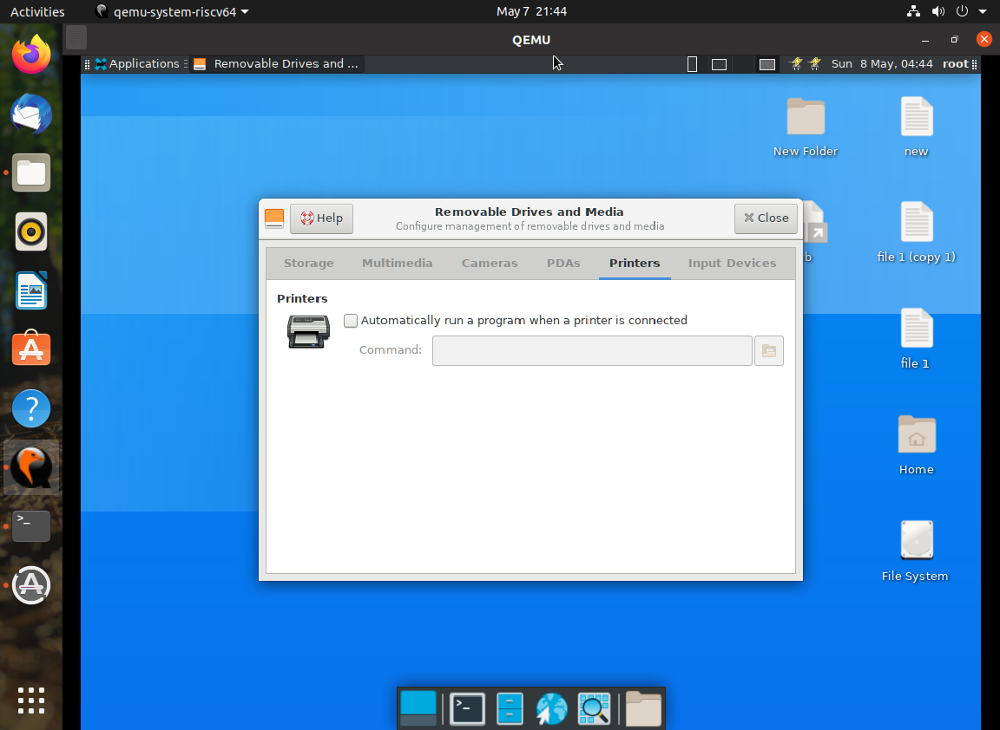 Activities
qemu-system-riscv64
May 7 21:44
QEMU
Applications
Removable Drives and ...
Sun 8 May, 04:44
root
New Folder
new
Help
Removable Drives and Media
Configure management of removable drives and media
Close
b
file 1 (copy 1)
Storage
Multimedia
Cameras
PDAs
Printers
Input Devices
Printers
Automatically run a program when a printer is connected
Command:
file 1
Home
File System